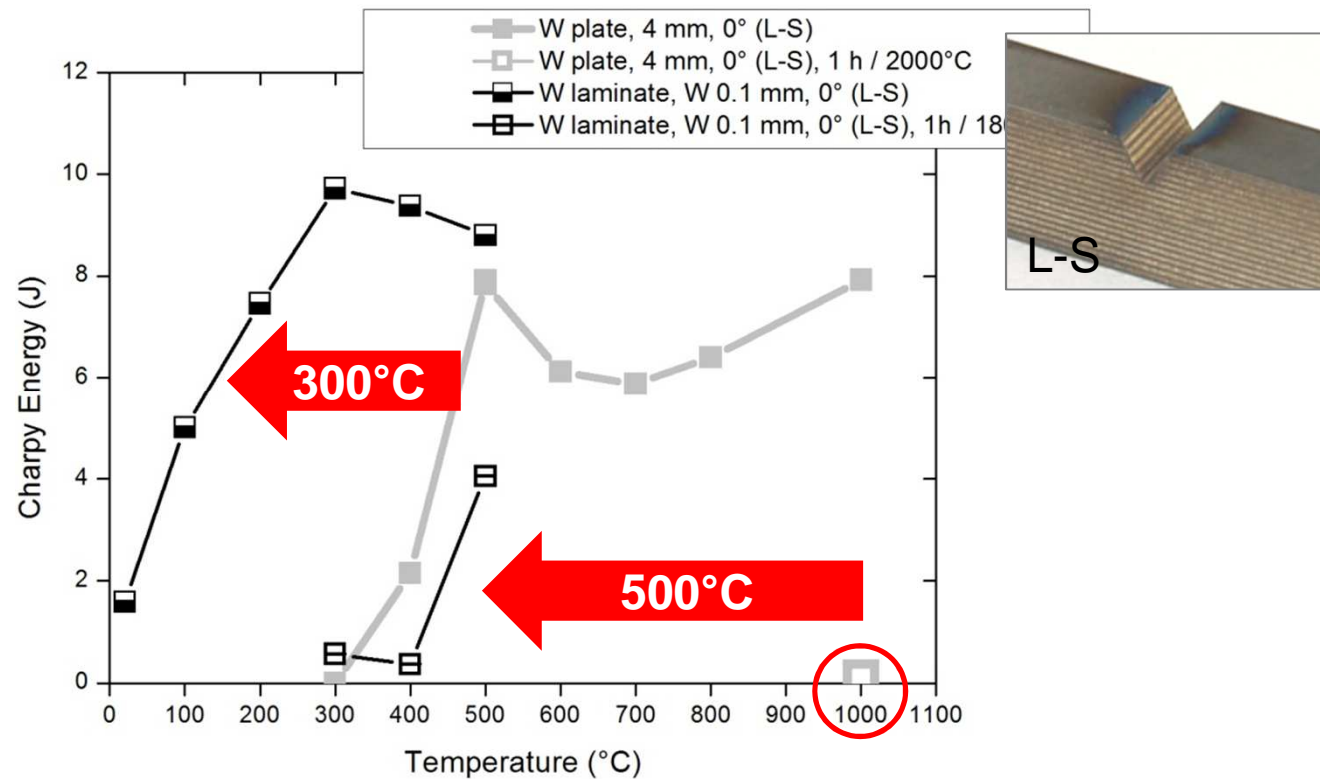 W plate, 4 mm, 0° (L-S)
W plate, 4 mm, 0° (L-S), 1 h / 2000°C
W laminate, W 0.1 mm, 0° (L-S)
W laminate, W 0.1 mm, 0° (L-S), 1h / 180
L-S
12
10
8
6
4
2
0
Charpy Energy (J)
300°C
500°C
0 100 200 300 400 500 600 700 800 900 1000 1100
Temperature (°C)